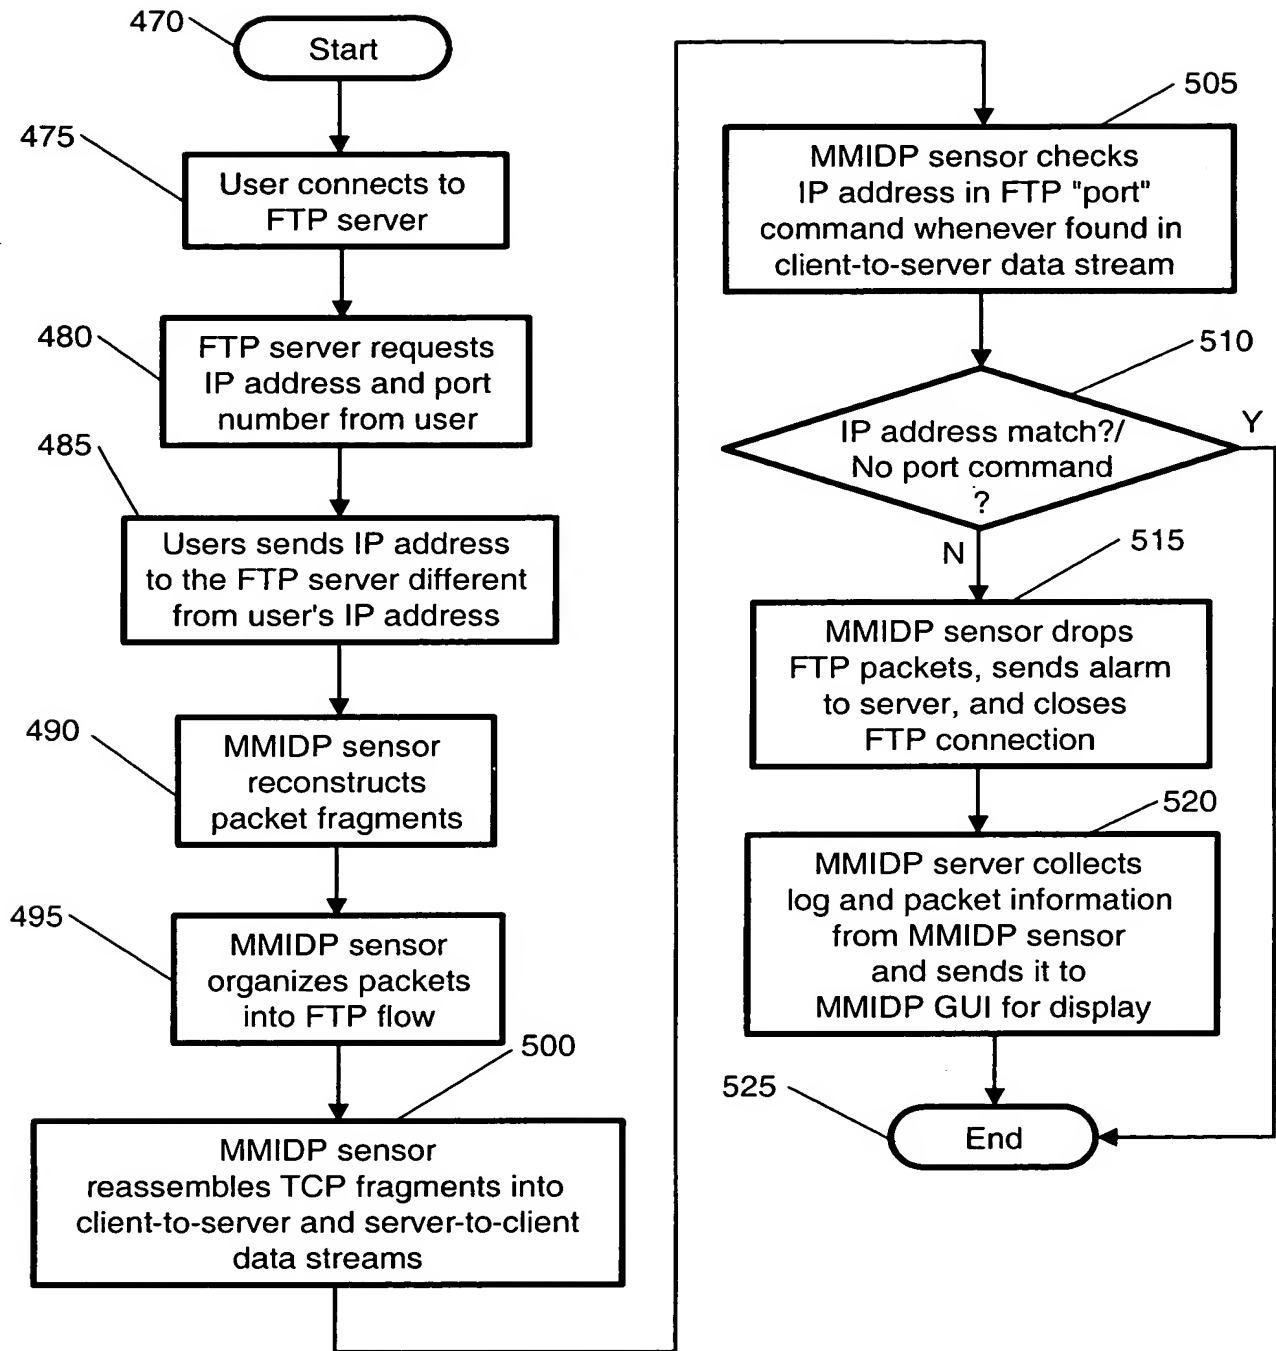 470
Start
475
User connects to
FTP server
480
FTP server requests
IP address and port
number from user
485
Users sends IP address
to the FTP server different
from user's IP address
490
MMIDP sensor
reconstructs
packet fragments
495
MMIDP sensor
organizes packets
into FTP flow
500
MMIDP sensor
reassembles TCP fragments into
client-to-server and server-to-client
data streams
505
MMIDP sensor checks
IP address in FTP "port"
command whenever found in
client-to-server data stream
510
IP address match?/
No port command
?
Y
N
515
MMIDP sensor drops
FTP packets, sends alarm
to server, and closes
FTP connection
520
MMIDP server collects
log and packet information
from MMIDP sensor
and sends it to
MMIDP GUI for display
525
End